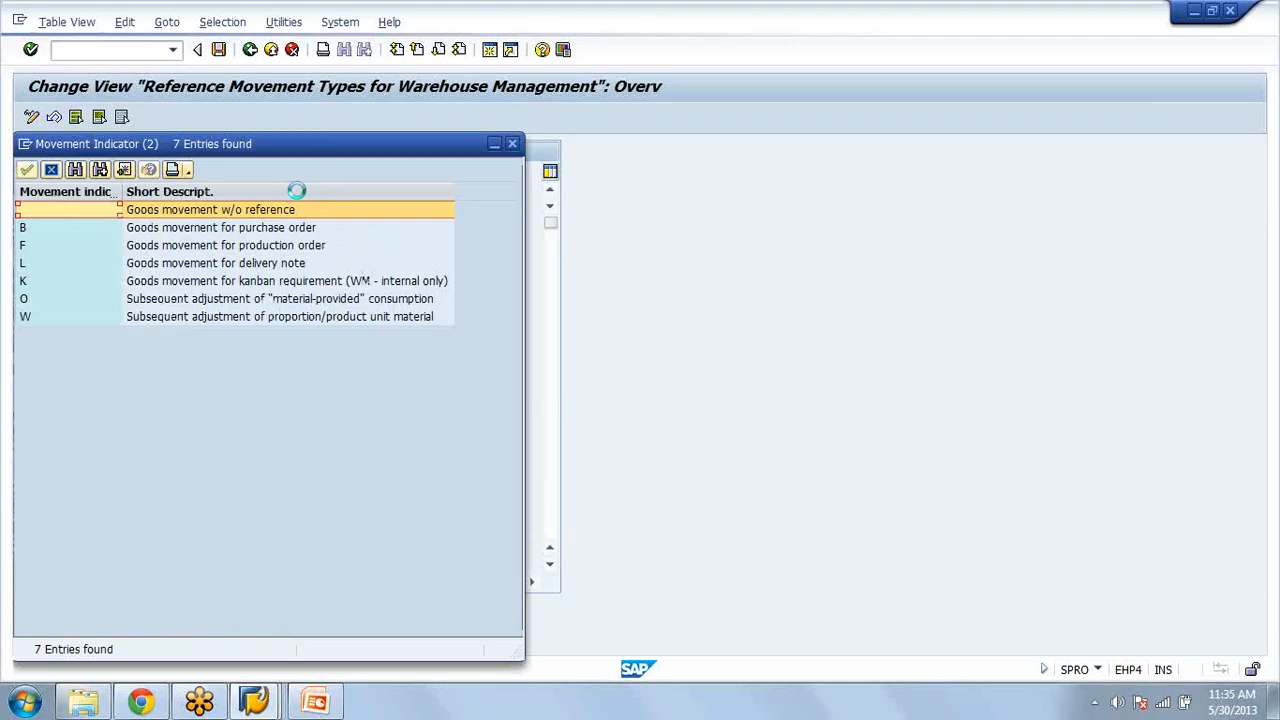 Table View Edit Goto Selection Utilities System Help
Change View "Reference Movement Types for Warehouse Management": Overv
Movement Indicator (2) 7 Entries found
Movement indic... Short Descript.
Goods movement w/o reference
B Goods movement for purchase order
F Goods movement for production order
L Goods movement for delivery note
K Goods movement for kanban requirement (WM - internal only)
O Subsequent adjustment of "material-provided" consumption
W Subsequent adjustment of proportion/product unit material
7 Entries found
SAP
SPRO EHP4 INS
11:35 AM
5/30/2013